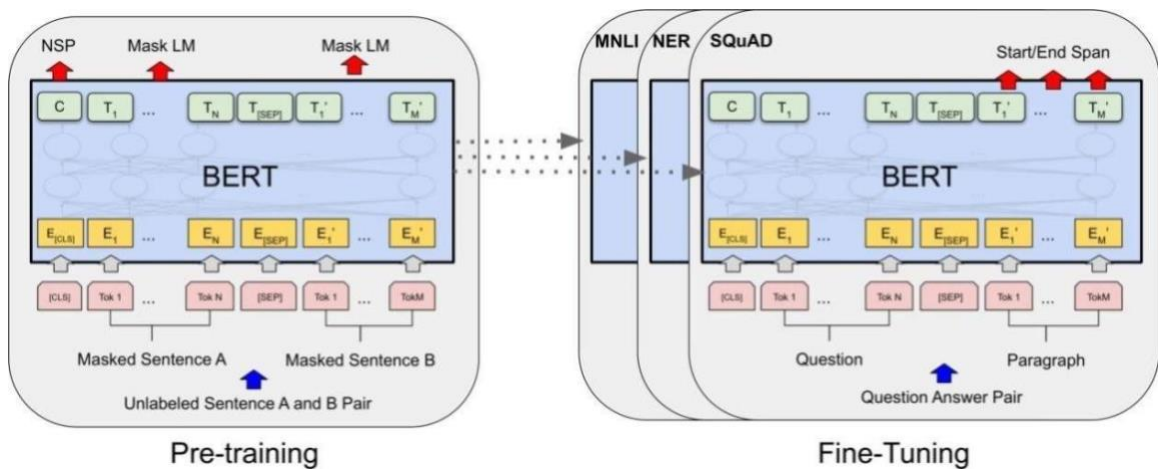 NSP Mask LM Mask LM
C T1 ... TN T[SEP] T1' ... TM'
BERT
E[CLS] E1 ... EN E[SEP] E1' ... EM'
[CLS] Tok 1 ... Tok N [SEP] Tok 1 ... TokM
Masked Sentence A Masked Sentence B
Unlabeled Sentence A and B Pair
Pre-training
MNLI NER SQuAD
Start/End Span
C T1 ... TN T[SEP] T1' ... TM'
BERT
E[CLS] E1 ... EN E[SEP] E1' ... EM'
[CLS] Tok 1 ... Tok N [SEP] Tok 1 ... TokM
Question Paragraph
Question Answer Pair
Fine-Tuning